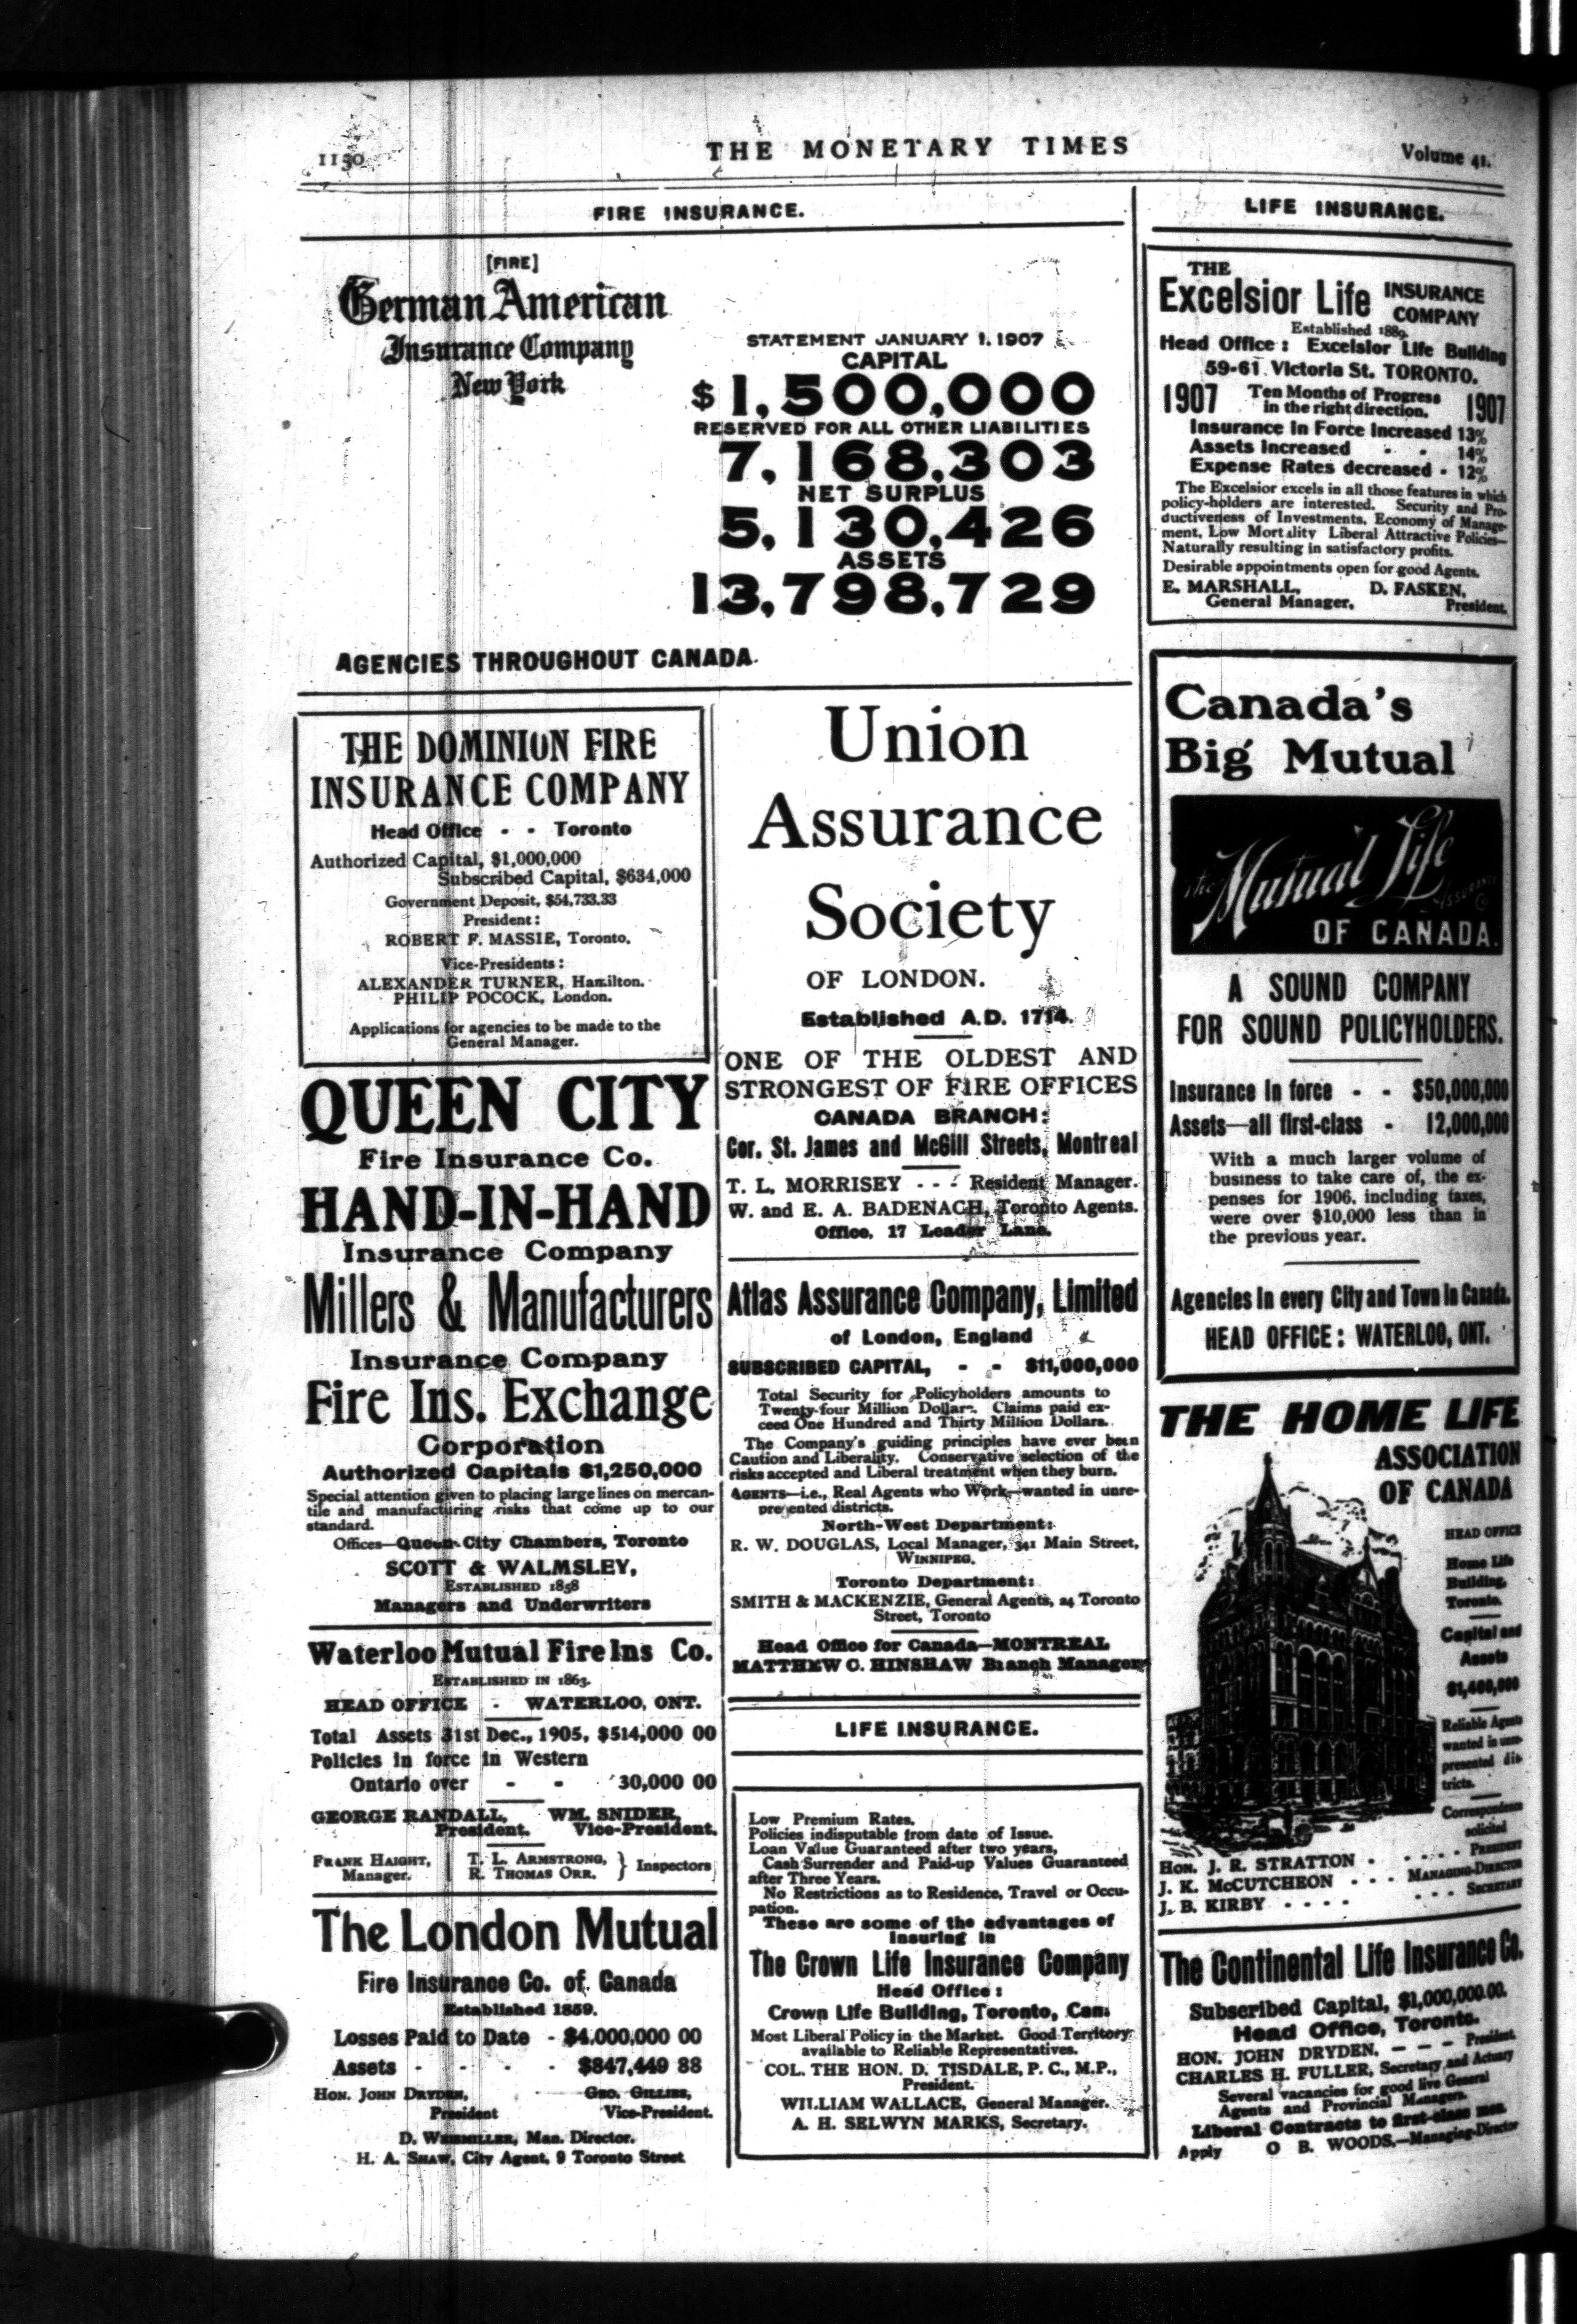 1150
THE MONETARY TIMES
Volume 41.
FIRE INSURANCE.
[FIRE]
German American
Insurance Company
New York
STATEMENT JANUARY 1, 1907
CAPITAL
$1,500,000
RESERVED FOR ALL OTHER LIABILITIES
7,168,303
NET SURPLUS
5,130,426
ASSETS
13,798,729
AGENCIES THROUGHOUT CANADA.
THE DOMINION FIRE
INSURANCE COMPANY
Head Office - - Toronto
Authorized Capital, $1,000,000
Subscribed Capital, $634,000
Government Deposit, $54,733.33
President:
ROBERT F. MASSIE, Toronto.
Vice-Presidents:
ALEXANDER TURNER, Hamilton.
PHILIP POCOCK, London.
Applications for agencies to be made to the
General Manager.
QUEEN CITY
Fire Insurance Co.
HAND-IN-HAND
Insurance Company
Millers & Manufacturers
Insurance Company
Fire Ins. Exchange
Corporation
Authorized Capitals $1,250,000
Special attention given to placing large lines on mercan-
tile and manufacturing risks that come up to our
standard.
Offices—Queen City Chambers, Toronto
SCOTT & WALMSLEY,
ESTABLISHED 1858
Managers and Underwriters
Waterloo Mutual Fire Ins Co.
ESTABLISHED IN 1863.
HEAD OFFICE - WATERLOO, ONT.
Total Assets 31st Dec., 1905, $514,000 00
Policies in force in Western
Ontario over - - 30,000 00
GEORGE RANDALL, WM. SNIDER,
President. Vice-President.
FRANK HAIGHT, T. L. ARMSTRONG,
Manager. R. THOMAS ORR. } Inspectors
The London Mutual
Fire Insurance Co. of Canada
Established 1859.
Losses Paid to Date - $4,000,000 00
Assets - - - - $847,449 88
HON. JOHN DRYDEN, GEO. GILLIES,
President Vice-President.
D. WEISMILLER, Man. Director.
H. A. SHAW, City Agent, 9 Toronto Street
Union
Assurance
Society
OF LONDON.
Established A.D. 1714.
ONE OF THE OLDEST AND
STRONGEST OF FIRE OFFICES
CANADA BRANCH:
Cor. St. James and McGill Streets, Montreal
T. L. MORRISEY - - - Resident Manager.
W. and E. A. BADENACH, Toronto Agents.
Office, 17 Leader Lane.
Atlas Assurance Company, Limited
of London, England
SUBSCRIBED CAPITAL, - - $11,000,000
Total Security for Policyholders amounts to
Twenty-four Million Dollars. Claims paid ex-
ceed One Hundred and Thirty Million Dollars.
The Company's guiding principles have ever been
Caution and Liberality. Conservative selection of the
risks accepted and Liberal treatment when they burn.
AGENTS—i.e., Real Agents who Work—wanted in unre-
presented districts.
North-West Department:
R. W. DOUGLAS, Local Manager, 341 Main Street,
WINNIPEG.
Toronto Department:
SMITH & MACKENZIE, General Agents, 24 Toronto
Street, Toronto
Head Office for Canada—MONTREAL
MATTHEW C. HINSHAW Branch Manager
LIFE INSURANCE.
Low Premium Rates.
Policies indisputable from date of Issue.
Loan Value Guaranteed after two years,
Cash Surrender and Paid-up Values Guaranteed
after Three Years.
No Restrictions as to Residence, Travel or Occu-
pation.
These are some of the advantages of
insuring in
The Crown Life Insurance Company
Head Office:
Crown Life Building, Toronto, Can.
Most Liberal Policy in the Market. Good Territory
available to Reliable Representatives.
COL. THE HON. D. TISDALE, P. C., M.P.,
President.
WILLIAM WALLACE, General Manager.
A. H. SELWYN MARKS, Secretary.
LIFE INSURANCE.
THE
Excelsior Life INSURANCE
COMPANY
Established 1889.
Head Office: Excelsior Life Building
59-61 Victoria St. TORONTO.
1907 Ten Months of Progress 1907
in the right direction.
Insurance in Force Increased 13%
Assets Increased - - 14%
Expense Rates decreased - 12%
The Excelsior excels in all those features in which
policy-holders are interested. Security and Pro-
ductiveness of Investments, Economy of Manage-
ment, Low Mortality Liberal Attractive Policies—
Naturally resulting in satisfactory profits.
Desirable appointments open for good Agents.
E. MARSHALL, D. FASKEN,
General Manager. President.
Canada's
Big Mutual
The Mutual Life
ASSURANCE CO
OF CANADA.
A SOUND COMPANY
FOR SOUND POLICYHOLDERS.
Insurance in force - - $50,000,000
Assets—all first-class - 12,000,000
With a much larger volume of
business to take care of, the ex-
penses for 1906, including taxes,
were over $10,000 less than in
the previous year.
Agencies in every City and Town in Canada.
HEAD OFFICE: WATERLOO, ONT.
THE HOME LIFE
ASSOCIATION
OF CANADA
HEAD OFFICE
Home Life
Building,
Toronto.
Capital and
Assets
$1,400,000
Reliable Agents
wanted in unre-
presented dis-
tricts.
Correspondence
solicited
HON. J. R. STRATTON - - - - - PRESIDENT
J. K. McCUTCHEON - - - MANAGING-DIRECTOR
J. B. KIRBY - - - - - - - SECRETARY
The Continental Life Insurance Co.
Subscribed Capital, $1,000,000.00.
Head Office, Toronto.
HON. JOHN DRYDEN, - - - President.
CHARLES H. FULLER, Secretary and Actuary
Several vacancies for good live General
Agents and Provincial Managers.
Liberal Contracts to first-class men.
Apply O B. WOODS,—Managing-Director